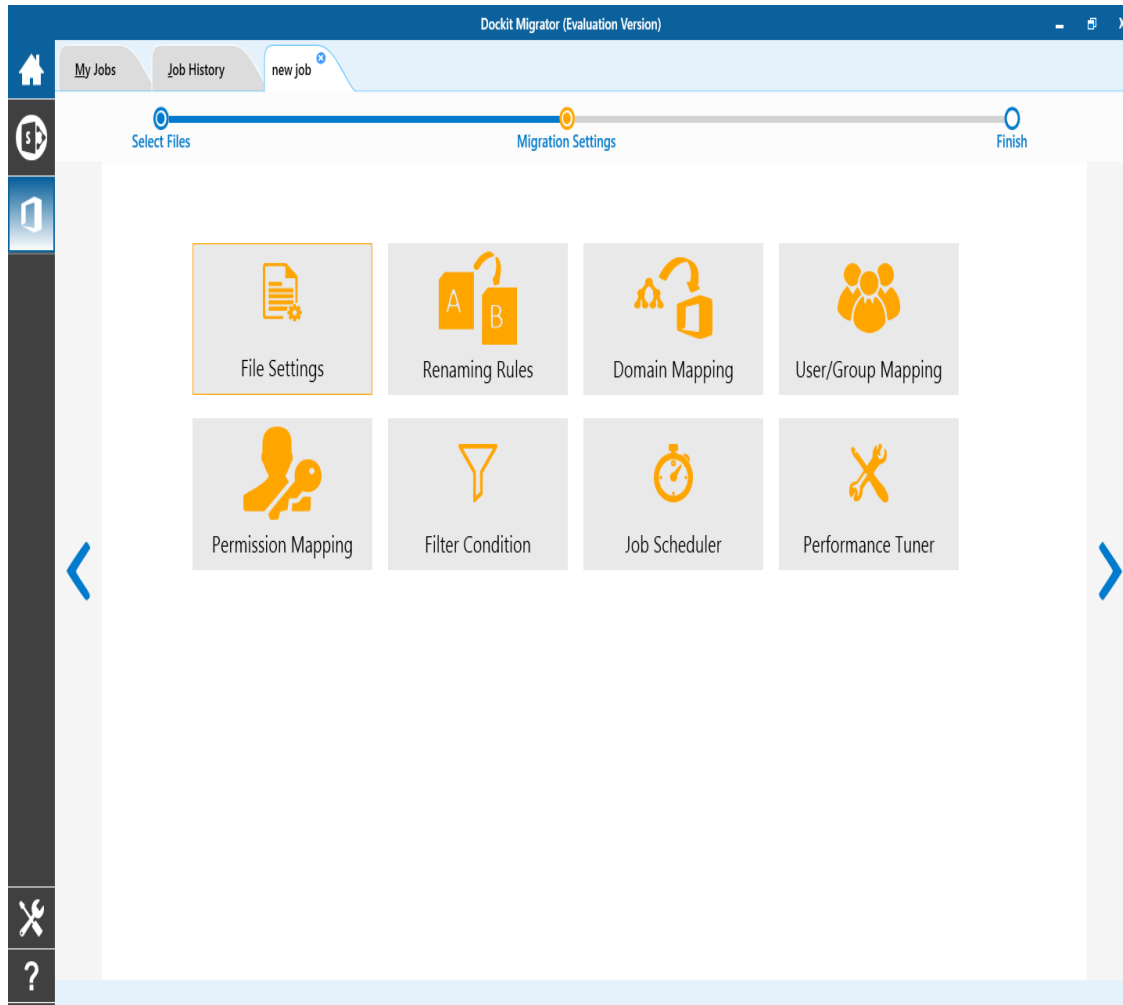 Dockit Migrator (Evaluation Version)
My Jobs
Job History
new job
Select Files
Migration Settings
Finish
S
A
B
File Settings
Renaming Rules
Domain Mapping
User/Group Mapping
Permission Mapping
Filter Condition
Job Scheduler
Performance Tuner
?